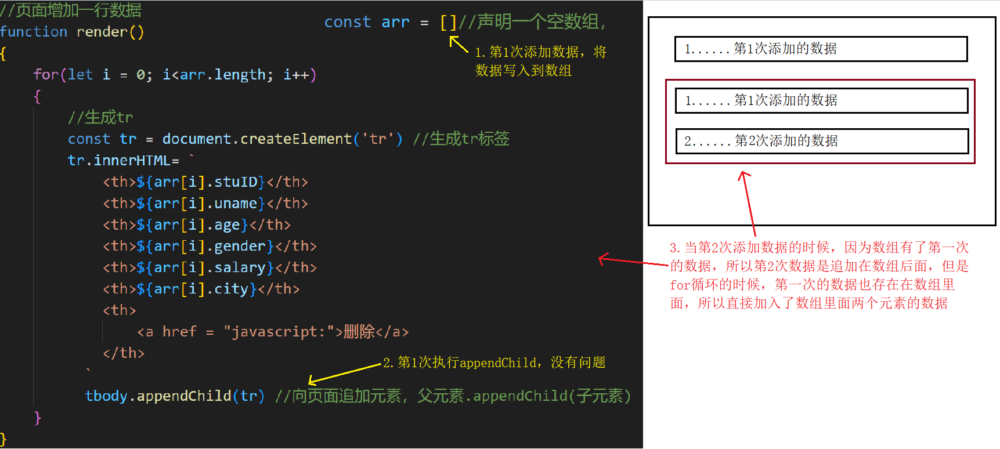 //页面增加一行数据
function render()
{
for(let i = 0; i<arr.length; i++)
{
//生成tr
const tr = document.createElement('tr') //生成tr标签
tr.innerHTML= `
<th>${arr[i].stuID}</th>
<th>${arr[i].uname}</th>
<th>${arr[i].age}</th>
<th>${arr[i].gender}</th>
<th>${arr[i].salary}</th>
<th>${arr[i].city}</th>
<th>
<a href = "javascript:">删除</a>
</th>
`
tbody.appendChild(tr) //向页面追加元素, 父元素.appendChild(子元素)
}
}
const arr = []//声明一个空数组,
1.第1次添加数据，将
数据写入到数组
2.第1次执行appendChild，没有问题
1......第1次添加的数据
1......第1次添加的数据
2......第2次添加的数据
3.当第2次添加数据的时候，因为数组有了第一次
的数据，所以第2次数据是追加在数组后面，但是
for循环的时候，第一次的数据也存在在数组里
面，所以直接加入了数组里面两个元素的数据